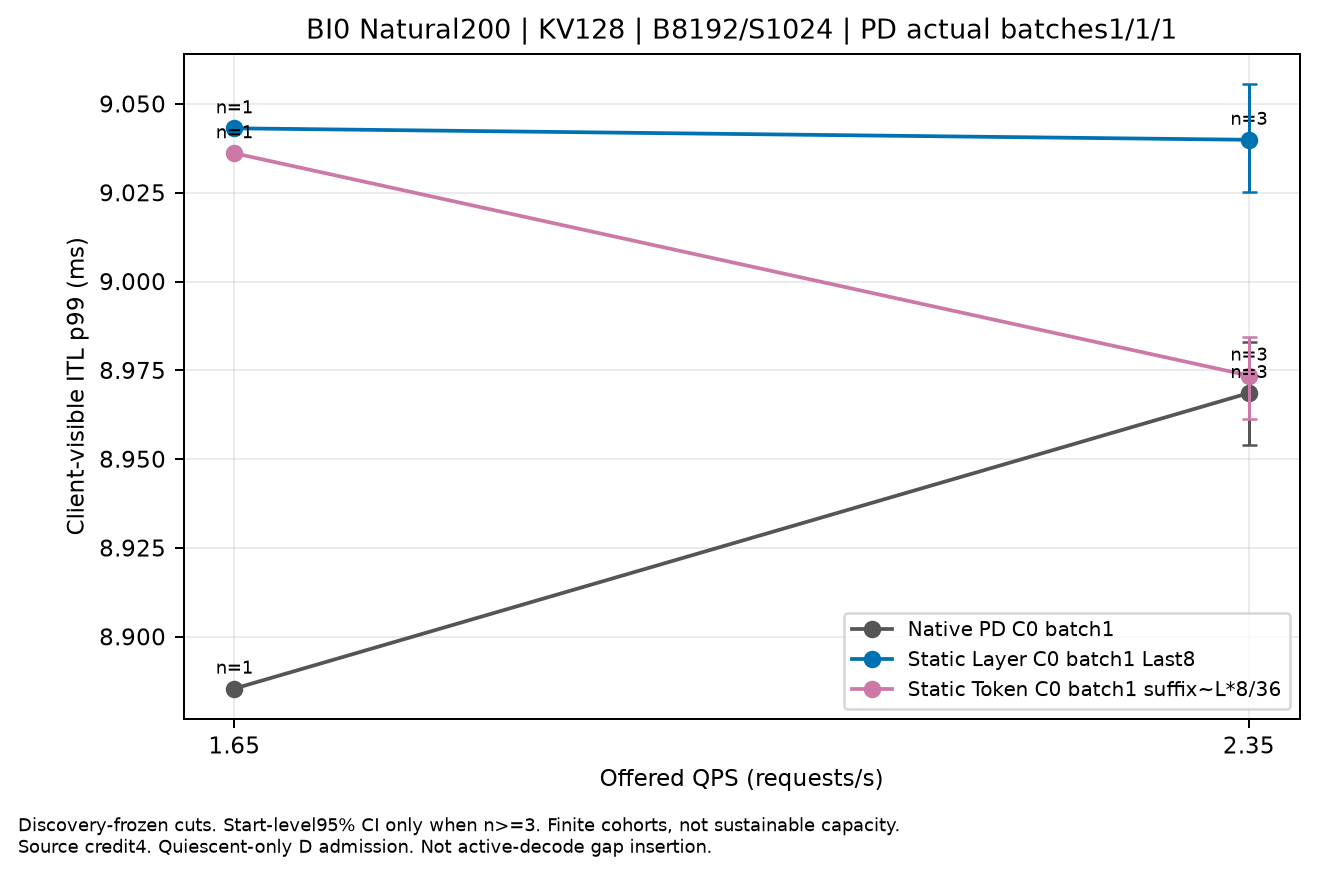 BI0 Natural200 | KV128 | B8192/S1024 | PD actual batches1/1/1
Client-visible ITL p99 (ms)
9.050
9.025
9.000
8.975
8.950
8.925
8.900
n=1
n=1
n=1
n=3
n=3
n=3
Native PD C0 batch1
Static Layer C0 batch1 Last8
Static Token C0 batch1 suffix~L*8/36
1.65
2.35
Offered QPS (requests/s)
Discovery-frozen cuts. Start-level95% CI only when n>=3. Finite cohorts, not sustainable capacity.
Source credit4. Quiescent-only D admission. Not active-decode gap insertion.